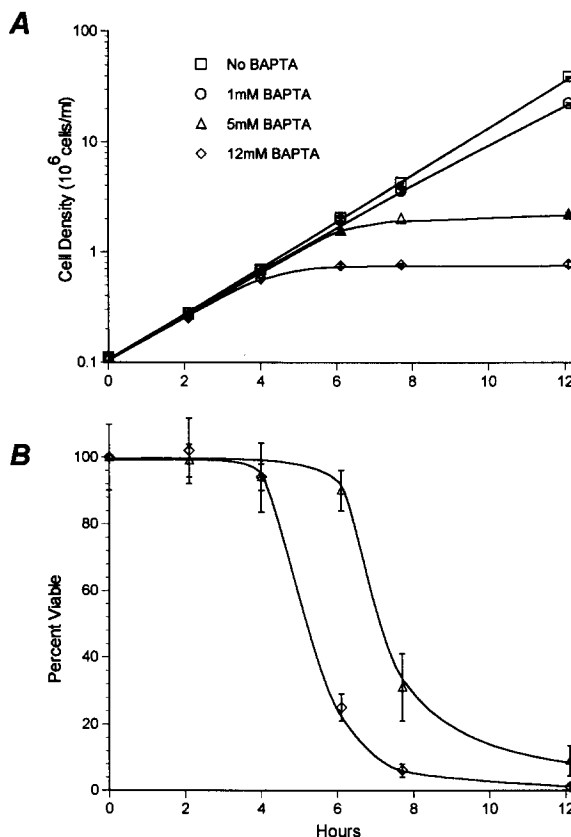 A
100
10
1
0.1
Cell Density (10⁶ cells/ml)
No BAPTA
1mM BAPTA
5mM BAPTA
12mM BAPTA
0 2 4 6 8 10 12
B
100
80
60
40
20
0
Percent Viable
0 2 4 6 8 10 12
Hours